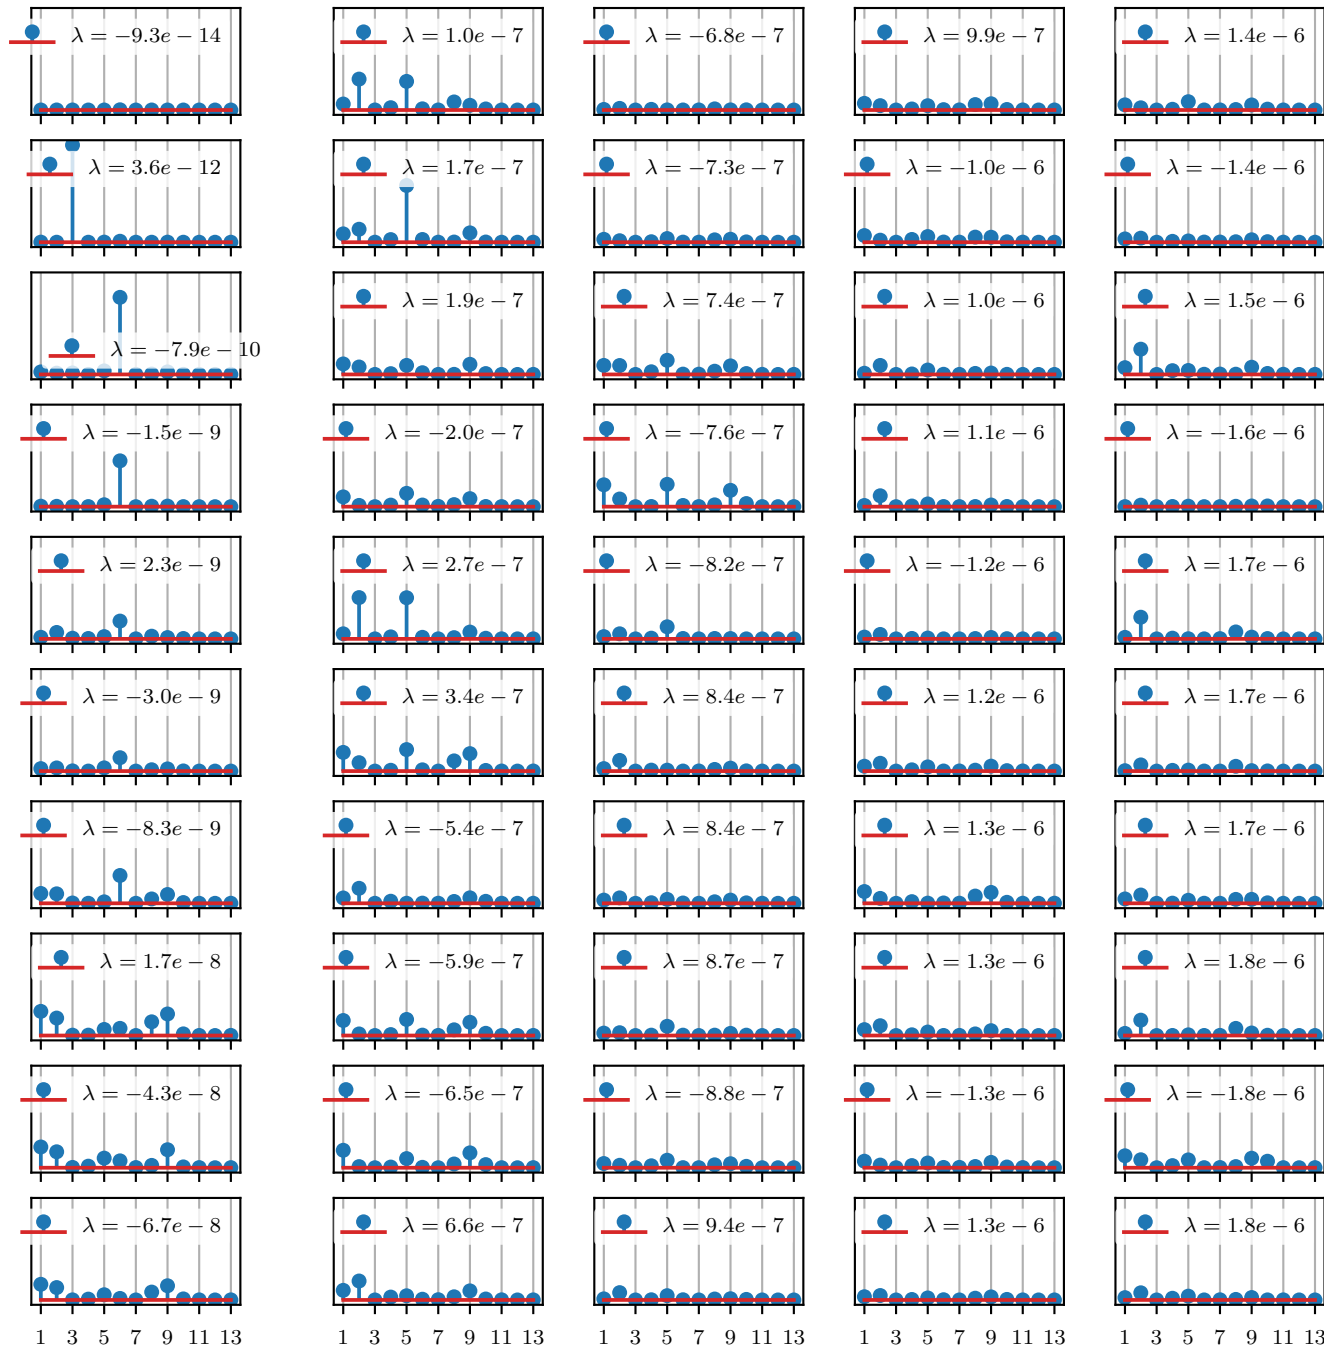 λ = −9.3e − 14
λ = 1.0e − 7
λ = −6.8e − 7
λ = 9.9e − 7
λ = 1.4e − 6
λ = 3.6e − 12
λ = 1.7e − 7
λ = −7.3e − 7
λ = −1.0e − 6
λ = −1.4e − 6
λ = −7.9e − 10
λ = 1.9e − 7
λ = 7.4e − 7
λ = 1.0e − 6
λ = 1.5e − 6
λ = −1.5e − 9
λ = −2.0e − 7
λ = −7.6e − 7
λ = 1.1e − 6
λ = −1.6e − 6
λ = 2.3e − 9
λ = 2.7e − 7
λ = −8.2e − 7
λ = −1.2e − 6
λ = 1.7e − 6
λ = −3.0e − 9
λ = 3.4e − 7
λ = 8.4e − 7
λ = 1.2e − 6
λ = 1.7e − 6
λ = −8.3e − 9
λ = −5.4e − 7
λ = 8.4e − 7
λ = 1.3e − 6
λ = 1.7e − 6
λ = 1.7e − 8
λ = −5.9e − 7
λ = 8.7e − 7
λ = 1.3e − 6
λ = 1.8e − 6
λ = −4.3e − 8
λ = −6.5e − 7
λ = −8.8e − 7
λ = −1.3e − 6
λ = −1.8e − 6
λ = −6.7e − 8
λ = 6.6e − 7
λ = 9.4e − 7
λ = 1.3e − 6
λ = 1.8e − 6
1 3 5 7 9 11 13
1 3 5 7 9 11 13
1 3 5 7 9 11 13
1 3 5 7 9 11 13
1 3 5 7 9 11 13